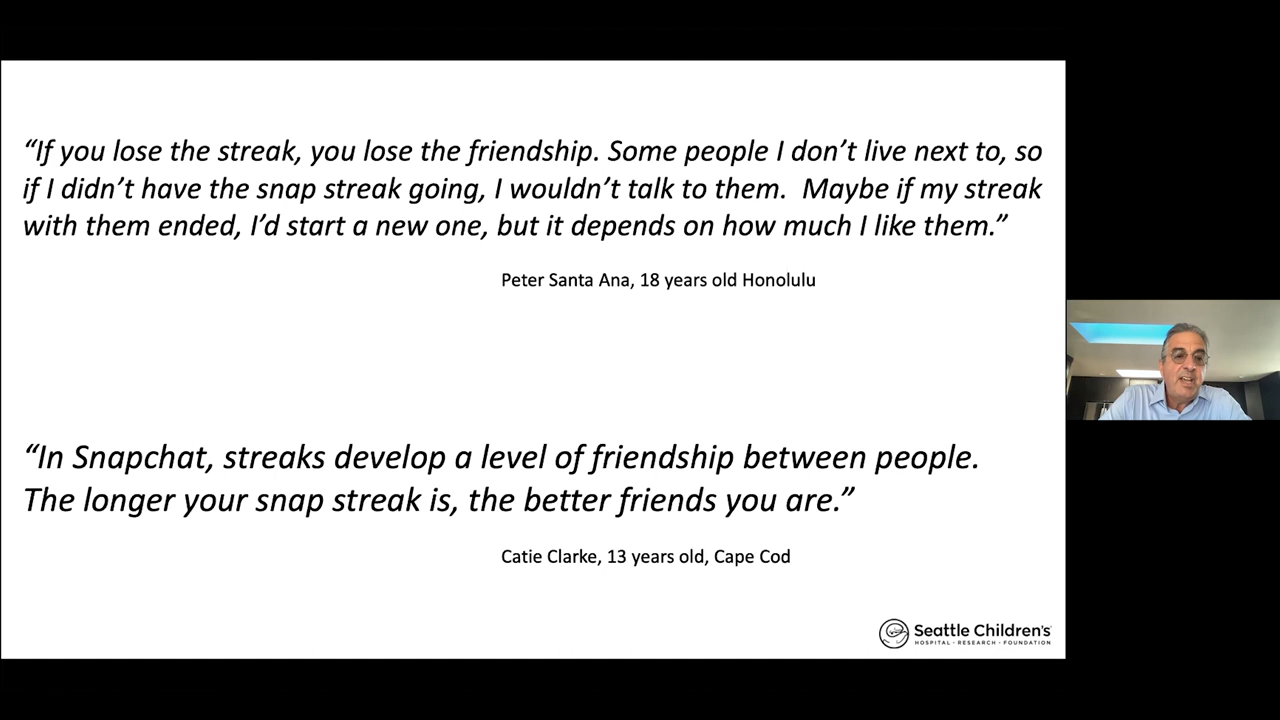 “If you lose the streak, you lose the friendship. Some people I don’t live next to, so
if I didn’t have the snap streak going, I wouldn’t talk to them.  Maybe if my streak
with them ended, I’d start a new one, but it depends on how much I like them.”
Peter Santa Ana, 18 years old Honolulu
“In Snapchat, streaks develop a level of friendship between people.
The longer your snap streak is, the better friends you are.”
Catie Clarke, 13 years old, Cape Cod
Seattle Children’s
HOSPITAL • RESEARCH • FOUNDATION